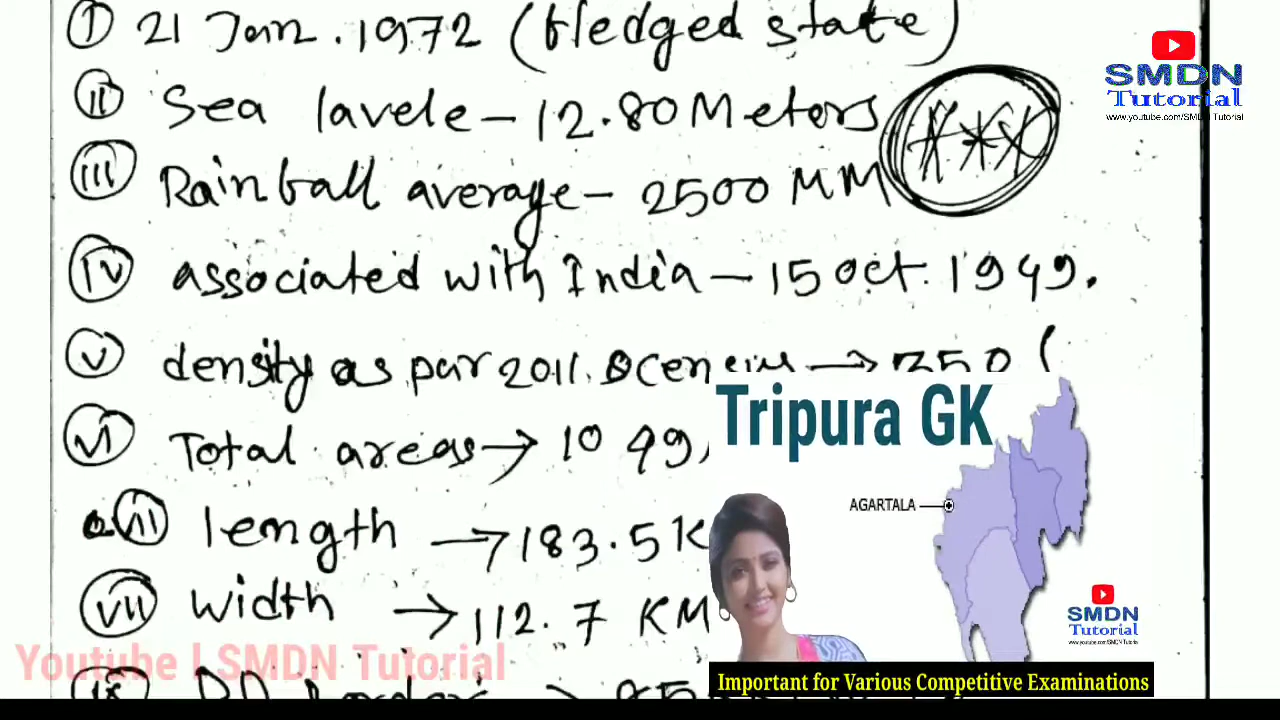 (i) 21 Jan. 1972 (fledged state)
(ii) Sea lavele - 12.80 Meters ***
(iii) Rainfall average - 2500 MM
(iv) associated with India - 15 Oct. 1949.
(v) density as par 2011. → 350 (
(vi) Total areas → 1049
(vii) length → 183.5 K
(vii) Width → 112.7 KM
SMDN
Tutorial
www.youtube.com/SMDN Tutorial
Tripura GK
AGARTALA
SMDN
Tutorial
Important for Various Competitive Examinations
Youtube | SMDN Tutorial